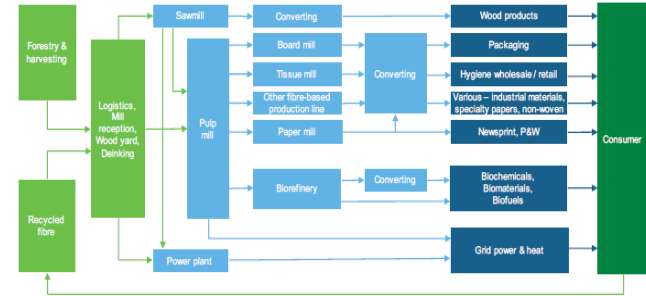 Forestry &
harvesting
Recycled
fibre
Logistics,
Mill
reception,
Wood yard,
Deinking
Sawmill
Pulp
mill
Power plant
Converting
Board mill
Tissue mill
Other fibre-based
production line
Paper mill
Biorefinery
Converting
Converting
Wood products
Packaging
Hygiene wholesale / retail
Various – industrial materials,
specialty papers, non-woven
Newsprint, P&W
Biochemicals,
Biomaterials,
Biofuels
Grid power & heat
Consumer